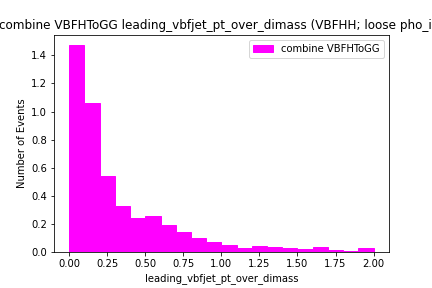 combine VBFHToGG leading_vbfjet_pt_over_dimass (VBFHH; loose pho_i
combine VBFHToGG
Number of Events
1.4
1.2
1.0
0.8
0.6
0.4
0.2
0.0
0.00 0.25 0.50 0.75 1.00 1.25 1.50 1.75 2.00
leading_vbfjet_pt_over_dimass